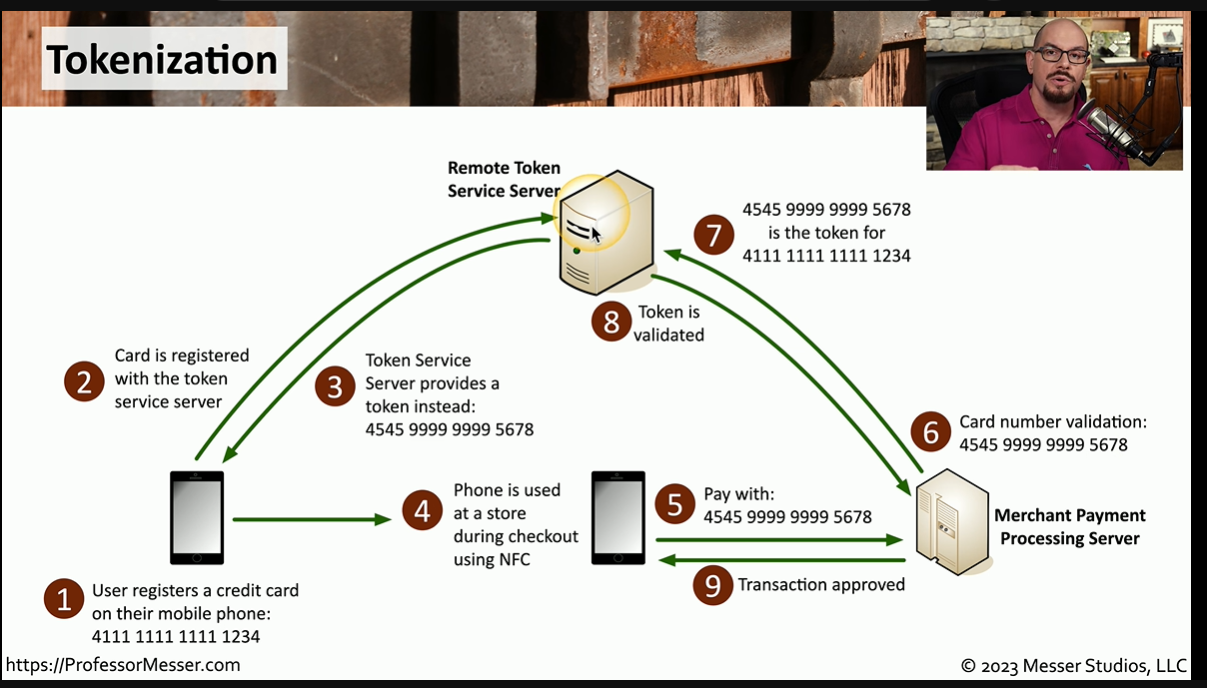 Tokenization
Remote Token
Service Server
7
4545 9999 9999 5678
is the token for
4111 1111 1111 1234
8
Token is
validated
2
Card is registered
with the token
service server
3
Token Service
Server provides a
token instead:
4545 9999 9999 5678
6
Card number validation:
4545 9999 9999 5678
4
Phone is used
at a store
during checkout
using NFC
5
Pay with:
4545 9999 9999 5678
Merchant Payment
Processing Server
9
Transaction approved
1
User registers a credit card
on their mobile phone:
4111 1111 1111 1234
https://ProfessorMesser.com
© 2023 Messer Studios, LLC